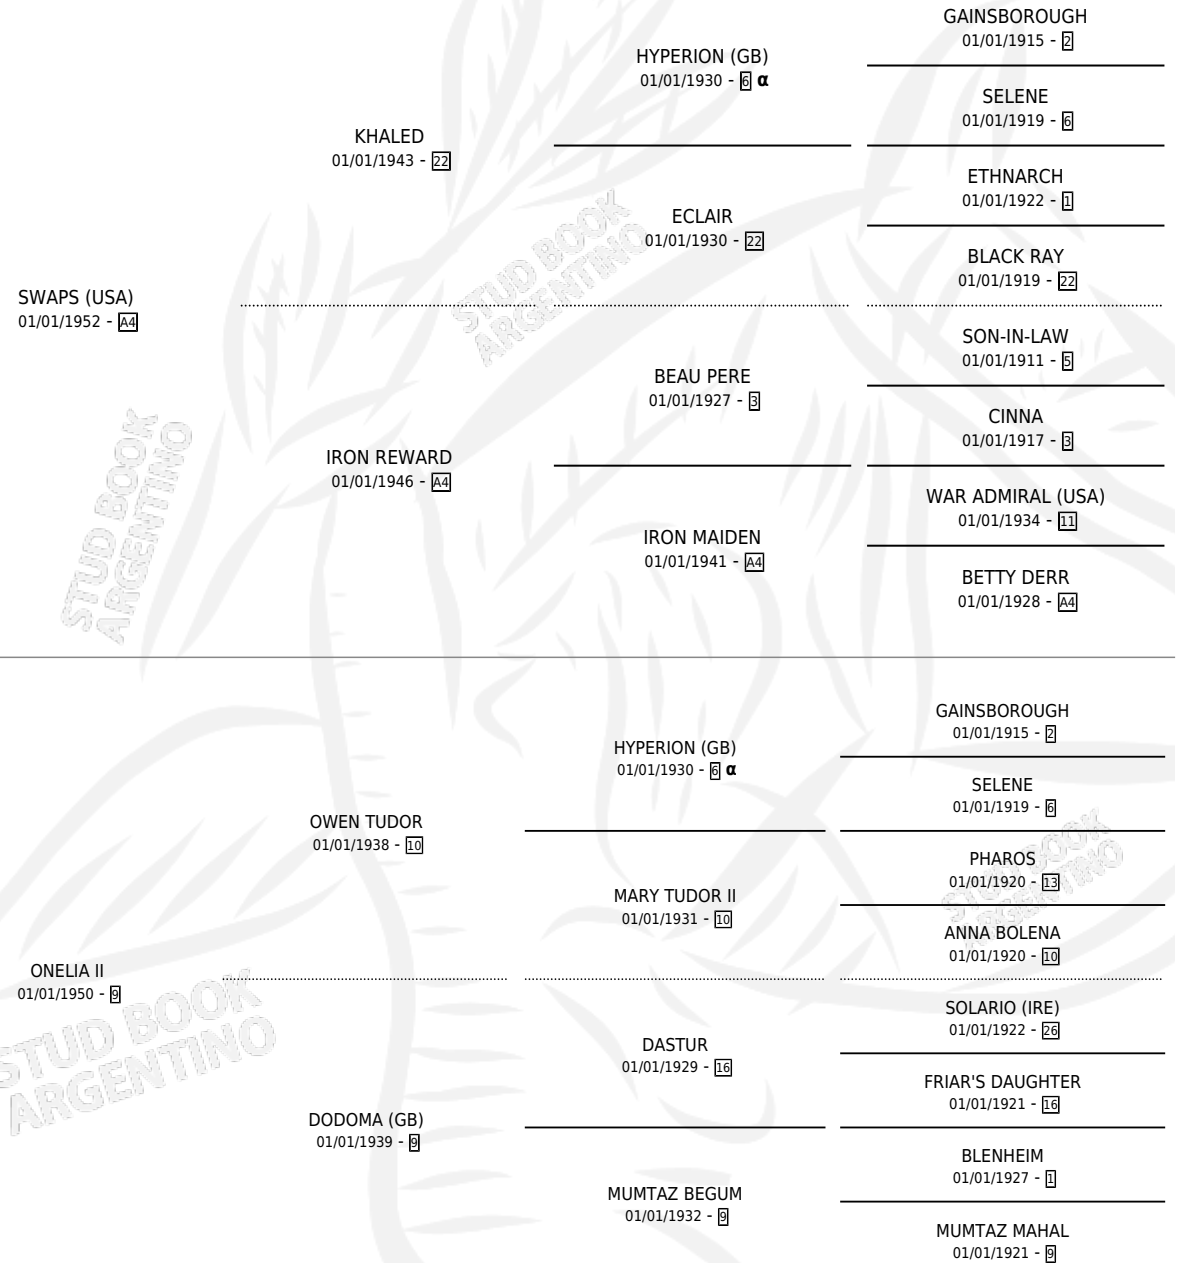 GAINSBOROUGH
01/01/1915 - 2
HYPERION (GB)
01/01/1930 - 6 α
SELENE
01/01/1919 - 6
KHALED
01/01/1943 - 22
ETHNARCH
01/01/1922 - 1
ECLAIR
01/01/1930 - 22
BLACK RAY
01/01/1919 - 22
SWAPS (USA)
01/01/1952 - A4
SON-IN-LAW
01/01/1911 - 5
BEAU PERE
01/01/1927 - 3
CINNA
01/01/1917 - 3
IRON REWARD
01/01/1946 - A4
WAR ADMIRAL (USA)
01/01/1934 - 11
IRON MAIDEN
01/01/1941 - A4
BETTY DERR
01/01/1928 - A4
GAINSBOROUGH
01/01/1915 - 2
HYPERION (GB)
01/01/1930 - 6 α
SELENE
01/01/1919 - 6
OWEN TUDOR
01/01/1938 - 10
PHAROS
01/01/1920 - 13
MARY TUDOR II
01/01/1931 - 10
ANNA BOLENA
01/01/1920 - 10
ONELIA II
01/01/1950 - 9
SOLARIO (IRE)
01/01/1922 - 26
DASTUR
01/01/1929 - 16
FRIAR'S DAUGHTER
01/01/1921 - 16
DODOMA (GB)
01/01/1939 - 9
BLENHEIM
01/01/1927 - 1
MUMTAZ BEGUM
01/01/1932 - 9
MUMTAZ MAHAL
01/01/1921 - 9
STUD BOOK
ARGENTINO
STUD BOOK
ARGENTINO
STUD BOOK
ARGENTINO
STUD BOOK
ARGENTINO